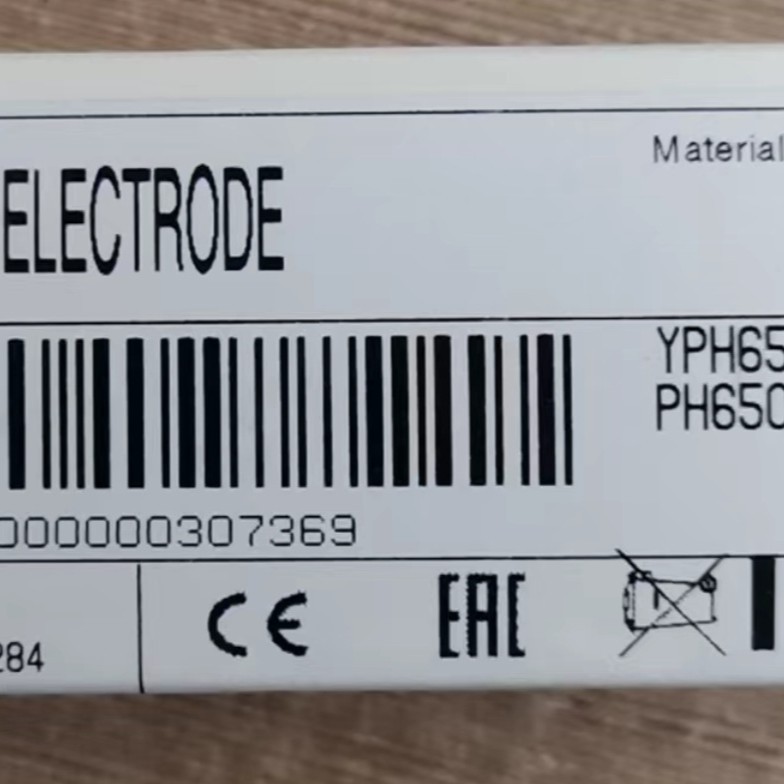 ELECTRODE
Material
YPH65
PH650
000000307369
284
CE
EAC